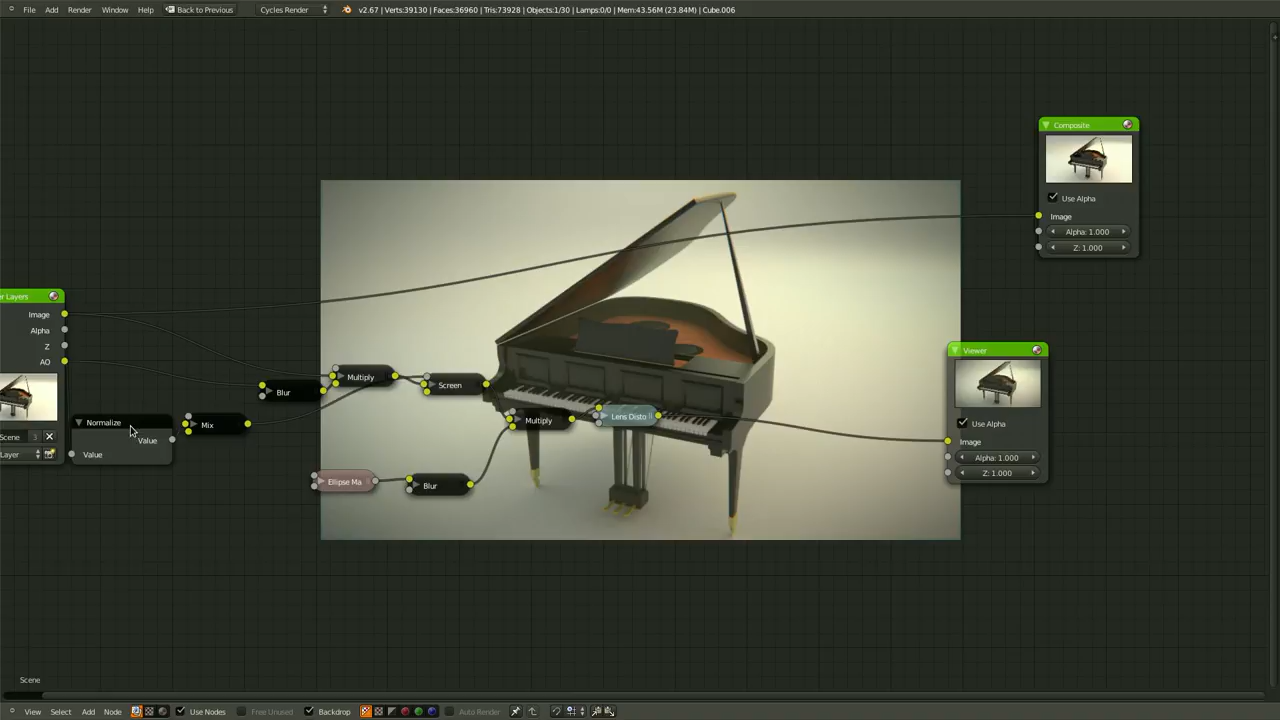 File Add Render Window Help Back to Previous Cycles Render v2.67 | Verts:39130 | Faces:36960 | Tris:73928 | Objects:1/30 | Lamps:0/0 | Mem:43.56M (23.84M) | Cube.006
Composite
Use Alpha
Image
Alpha: 1.000
Z: 1.000
er Layers
Image
Alpha
Z
AO
Scene 3
Layer
Normalize
Value
Value
Mix
Blur
Multiply
Screen
Multiply
Lens Disto
Ellipse Ma
Blur
Viewer
Use Alpha
Image
Alpha: 1.000
Z: 1.000
Scene
View Select Add Node Use Nodes Free Unused Backdrop Auto Render